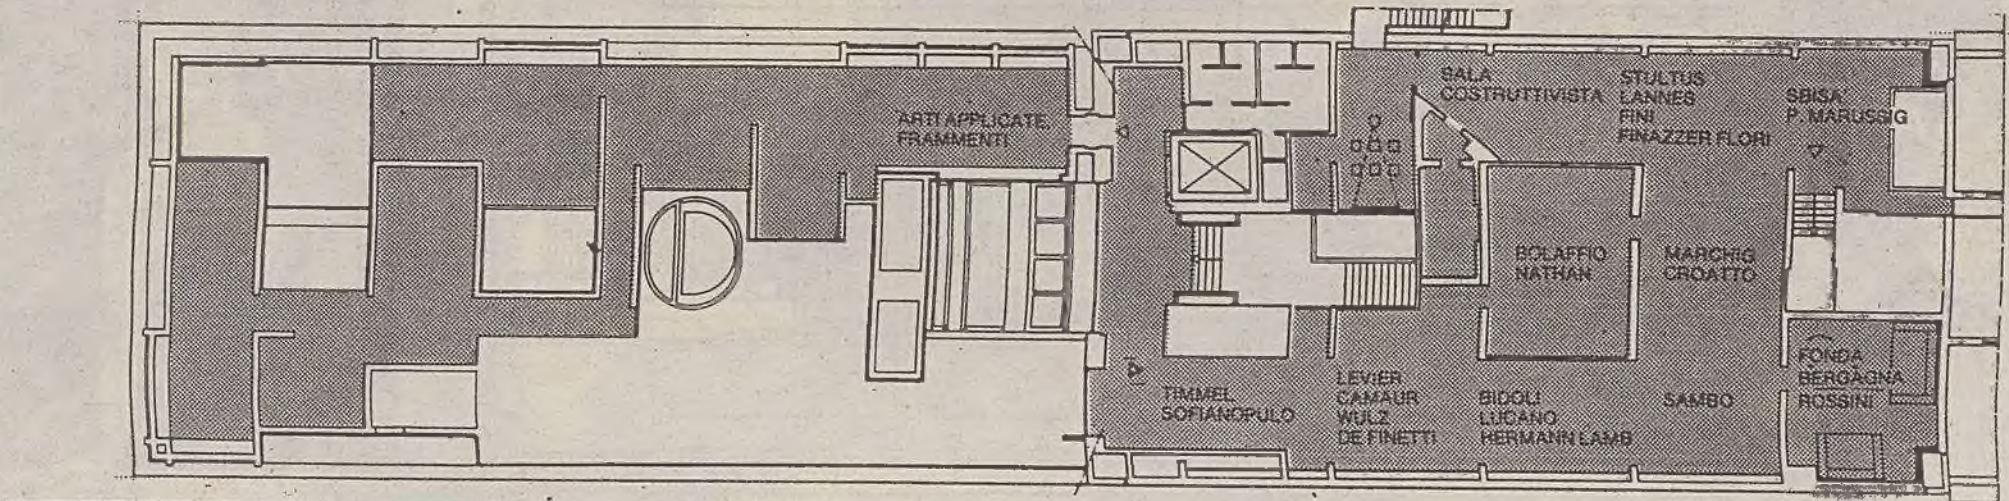 ARTI APPLICATE,
FRAMMENTI
SALA
COSTRUTTIVISTA
STULTUS
LANNES
FINI
FINAZZER FLORI
SBISA'
P. MARUSSIG
BOLAFFIO
NATHAN
MARCHIG
CROATTO
TIMMEL
SOFIANOPULO
LEVIER
CAMAUR
WULZ
DE FINETTI
BIDOLI
LUCANO
HERMANN LAMB
SAMBO
FONDA
BERGAGNA
ROSSINI